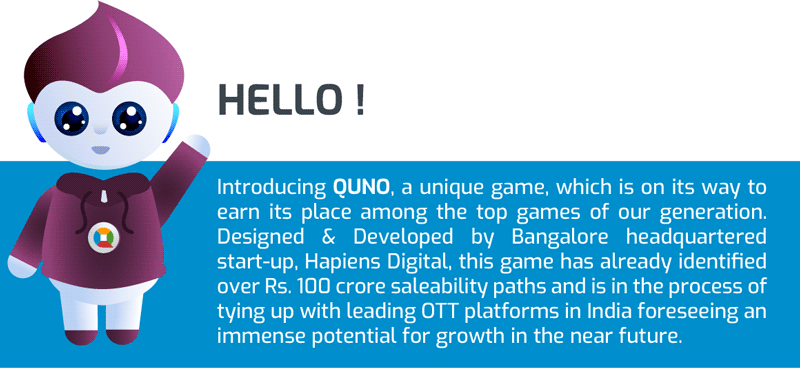 HELLO !
Introducing QUNO, a unique game, which is on its way to
earn its place among the top games of our generation.
Designed & Developed by Bangalore headquartered
start-up, Hapiens Digital, this game has already identified
over Rs. 100 crore saleability paths and is in the process of
tying up with leading OTT platforms in India foreseeing an
immense potential for growth in the near future.